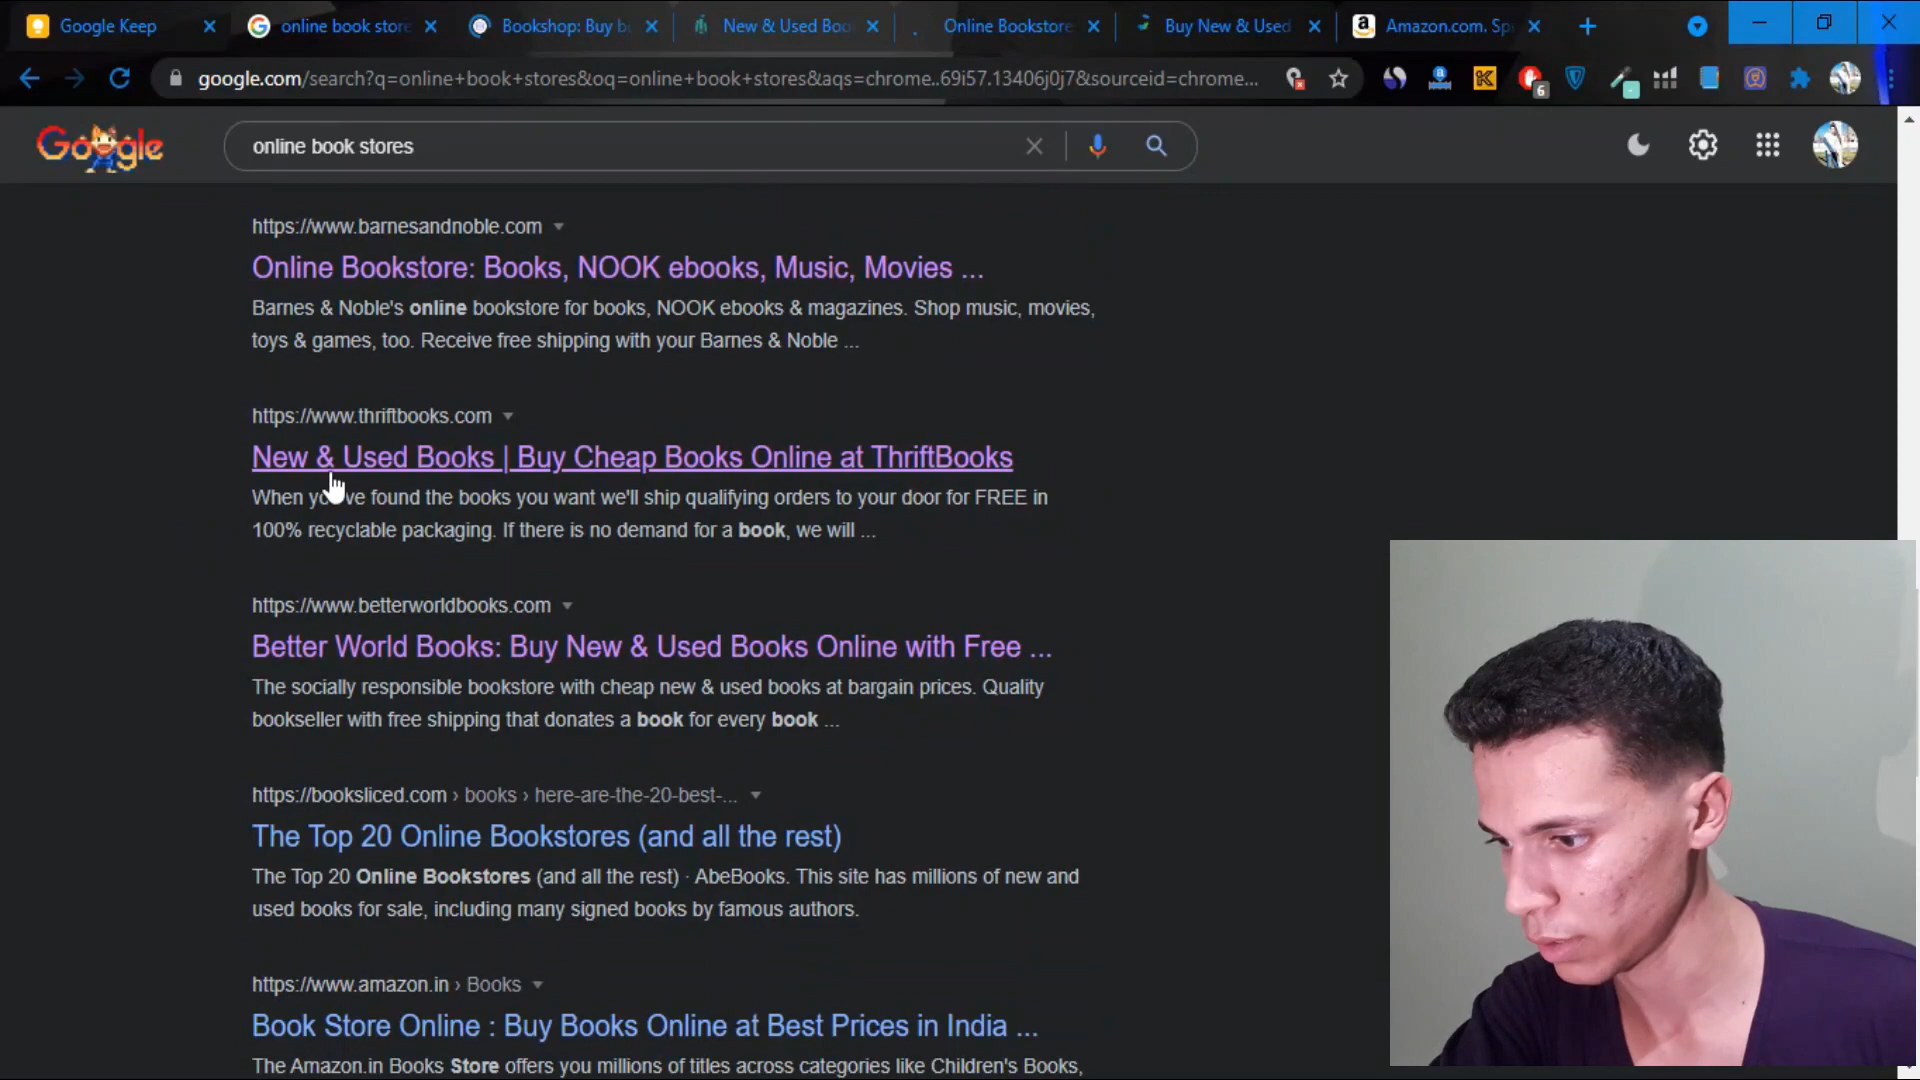 Google Keep
online book store
Bookshop: Buy b
New & Used Boo
Online Bookstore
Buy New & Used
Amazon.com. Sp
google.com/search?q=online+book+stores&oq=online+book+stores&aqs=chrome..69i57.13406j0j7&sourceid=chrome...
6
Google
online book stores
https://www.barnesandnoble.com
Online Bookstore: Books, NOOK ebooks, Music, Movies ...
Barnes & Noble's online bookstore for books, NOOK ebooks & magazines. Shop music, movies,
toys & games, too. Receive free shipping with your Barnes & Noble ...
https://www.thriftbooks.com
New & Used Books | Buy Cheap Books Online at ThriftBooks
When you've found the books you want we'll ship qualifying orders to your door for FREE in
100% recyclable packaging. If there is no demand for a book, we will ...
https://www.betterworldbooks.com
Better World Books: Buy New & Used Books Online with Free ...
The socially responsible bookstore with cheap new & used books at bargain prices. Quality
bookseller with free shipping that donates a book for every book ...
https://booksliced.com › books › here-are-the-20-best-...
The Top 20 Online Bookstores (and all the rest)
The Top 20 Online Bookstores (and all the rest) · AbeBooks. This site has millions of new and
used books for sale, including many signed books by famous authors.
https://www.amazon.in › Books
Book Store Online : Buy Books Online at Best Prices in India ...
The Amazon.in Books Store offers you millions of titles across categories like Children's Books,